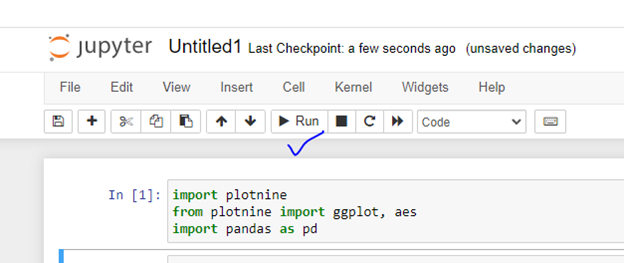 jupyter Untitled1 Last Checkpoint: a few seconds ago (unsaved changes)
File Edit View Insert Cell Kernel Widgets Help
Run Code
In [1]: import plotnine
from plotnine import ggplot, aes
import pandas as pd